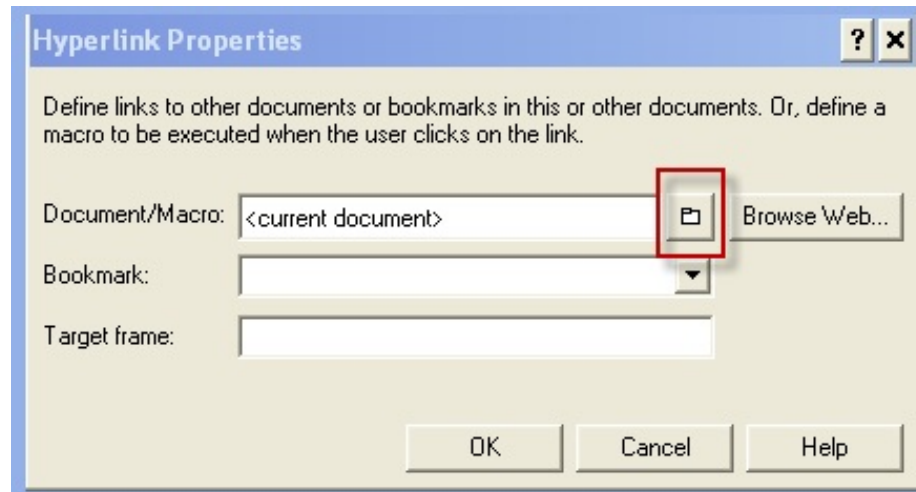 Hyperlink Properties
?
Define links to other documents or bookmarks in this or other documents. Or, define a
macro to be executed when the user clicks on the link.
Document/Macro: <current document> Browse Web...
Bookmark:
Target frame:
OK Cancel Help